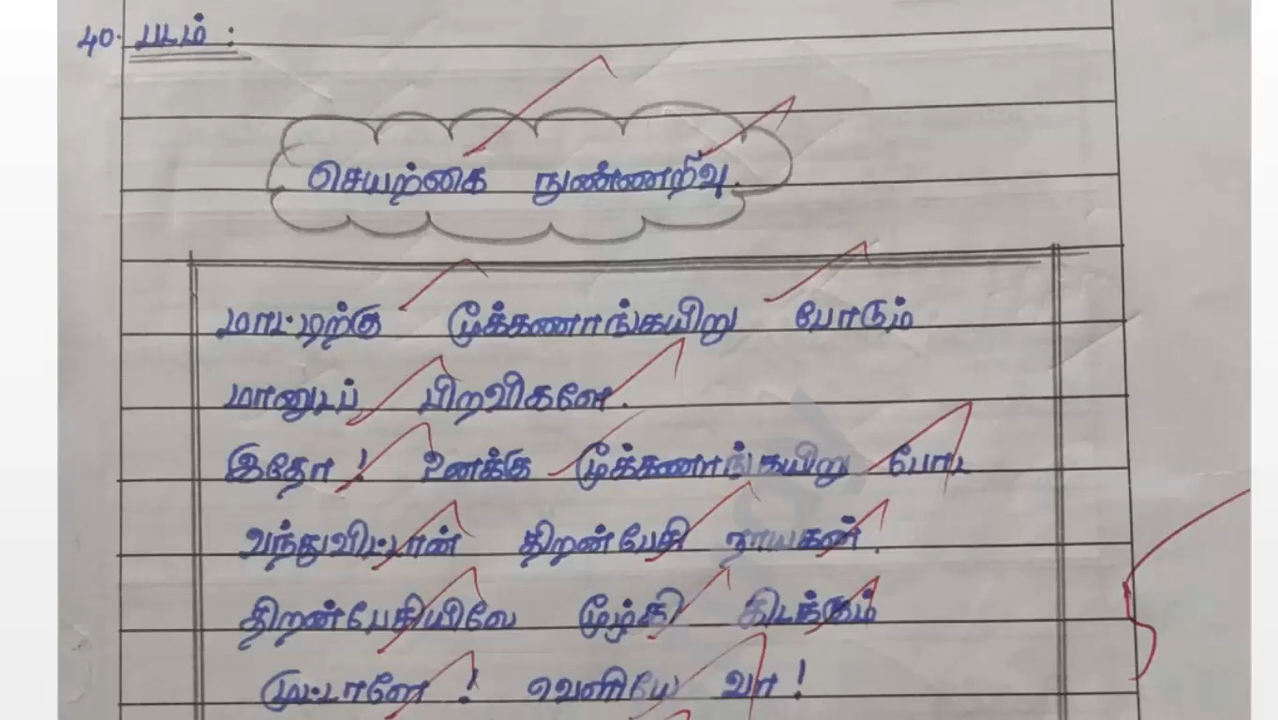 40. படம் :
செயற்கை நுண்ணறிவு.
மாட்டிற்கு மூக்கணாங்கயிறு போடும்
மானுடப் பிறவிகளே.
இதோ! உனக்கு மூக்கணாங்கயிறு போட
வந்துவிட்டான் திறன்பேசி நாயகன்!
திறன்பேசியிலே மூழ்கி கிடக்கும்
முட்டாளே! வெளியே வா!